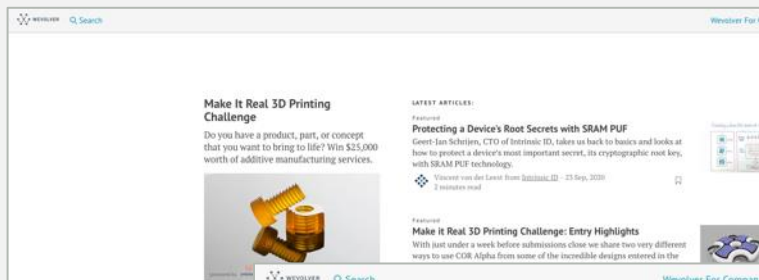 WEVOLVER Search Wevolver For
Make It Real 3D Printing
Challenge
Do you have a product, part, or concept
that you want to bring to life? Win $25,000
worth of additive manufacturing services.
LATEST ARTICLES:
Featured
Protecting a Device's Root Secrets with SRAM PUF
Geert-Jan Schrijen, CTO of Intrinsic ID, takes us back to basics and looks at
how to protect a device's most important secret, its cryptographic root key,
with SRAM PUF technology.
Vincent van der Leest from Intrinsic ID - 23 Sep, 2020
2 minutes read
Featured
Make it Real 3D Printing Challenge: Entry Highlights
With just under a week before submissions close we share two very different
ways to use COR Alpha from some of the incredible designs entered in the
WEVOLVER Search Wevolver For Compan